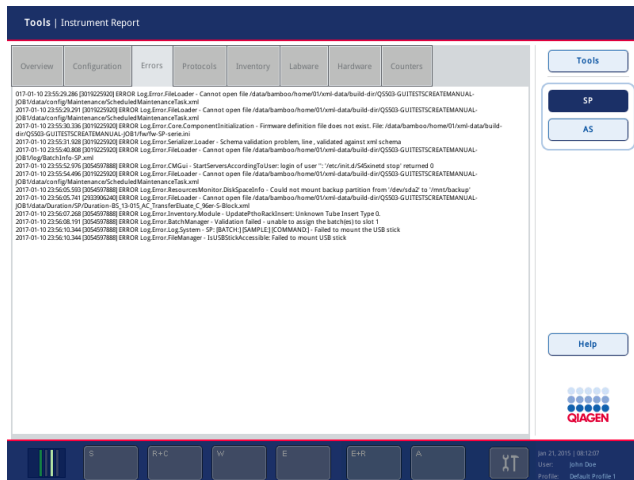 Tools | Instrument Report
Overview Configuration Errors Protocols Inventory Labware Hardware Counters
017-01-10 23:55:29.286 [3019225920] ERROR Log.Error.FileLoader - Cannot open file /data/bamboo/home/01/xml-data/build-dir/QS503-GUITESTSCREATEMANUAL-
JOB1/data/config/Maintenance/ScheduledMaintenanceTask.xml
2017-01-10 23:55:29.291 [3019225920] ERROR Log.Error.FileLoader - Cannot open file /data/bamboo/home/01/xml-data/build-dir/QS503-GUITESTSCREATEMANUAL-
JOB1/data/config/Maintenance/ScheduledMaintenanceTask.xml
2017-01-10 23:55:30.336 [3019225920] ERROR Log.Error.Core.ComponentInitialization - Firmware definition file does not exist. File: /data/bamboo/home/01/xml-data/build-
dir/QS503-GUITESTSCREATEMANUAL-JOB1/fw/fw-SP-serie.ini
2017-01-10 23:55:31.928 [3019225920] ERROR Log.Error.Serializer.Loader - Schema validation problem, line , validated against xml schema
2017-01-10 23:55:40.808 [3019225920] ERROR Log.Error.FileLoader - Cannot open file /data/bamboo/home/01/xml-data/build-dir/QS503-GUITESTSCREATEMANUAL-
JOB1/log/BatchInfo-SP.xml
2017-01-10 23:55:52.976 [3054597888] ERROR Log.Error.CMGui - StartServersAccordingToUser: login of user '': '/etc/init.d/S45xinetd stop' returned 0
2017-01-10 23:55:54.496 [3054597888] ERROR Log.Error.FileLoader - Cannot open file /data/bamboo/home/01/xml-data/build-dir/QS503-GUITESTSCREATEMANUAL-
JOB1/data/config/Maintenance/ScheduledMaintenanceTask.xml
2017-01-10 23:56:05.593 [3054597888] ERROR Log.Error.ResourcesMonitor.DiskSpaceInfo - Could not mount backup partition from '/dev/sda2' to '/mnt/backup'
2017-01-10 23:56:05.741 [2933906240] ERROR Log.Error.FileLoader - Cannot open file /data/bamboo/home/01/xml-data/build-dir/QS503-GUITESTSCREATEMANUAL-
JOB1/data/Duration/SP/Duration-BS_13-015_AC_TransferEluate_C_96er-S-Block.xml
2017-01-10 23:56:07.268 [3054597888] ERROR Log.Error.Inventory.Module - UpdatePthoRackInsert: Unknown Tube Insert Type 0.
2017-01-10 23:56:08.191 [3054597888] ERROR Log.Error.BatchManager - Validation failed - unable to assign the batch(es) to slot 1
2017-01-10 23:56:10.344 [3054597888] ERROR Log.Error.Log.System - SP: [BATCH:] [SAMPLE:] [COMMAND:] - Failed to mount the USB stick
2017-01-10 23:56:10.344 [3054597888] ERROR Log.Error.FileManager - IsUSBStickAccessible: Failed to mount USB stick
Tools
SP
AS
Help
QIAGEN
S R+C W E E+R A
Jan 21, 2015 | 08:12:07
User: John Doe
Profile: Default Profile 1